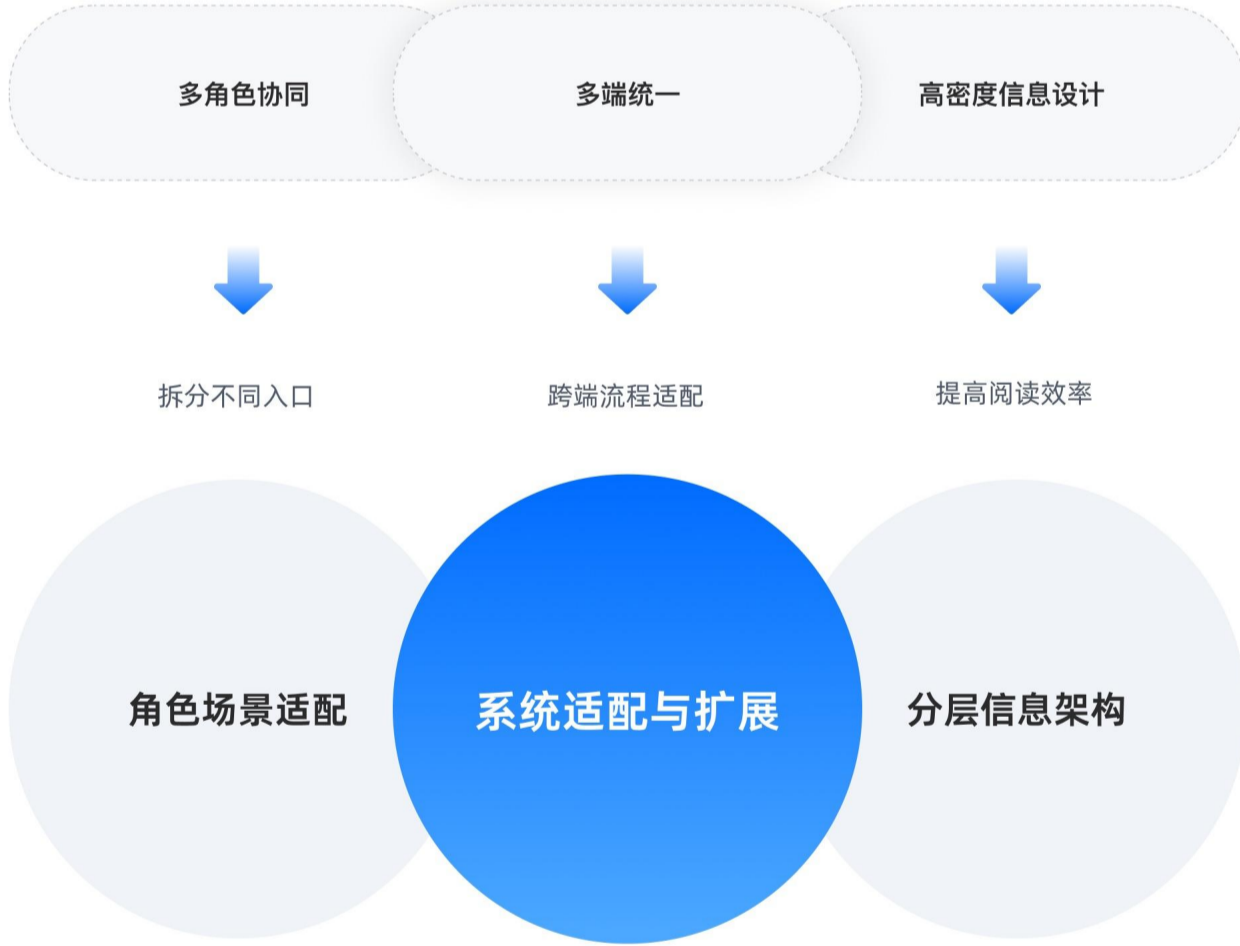 多角色协同
多端统一
高密度信息设计
拆分不同入口
跨端流程适配
提高阅读效率
角色场景适配
系统适配与扩展
分层信息架构